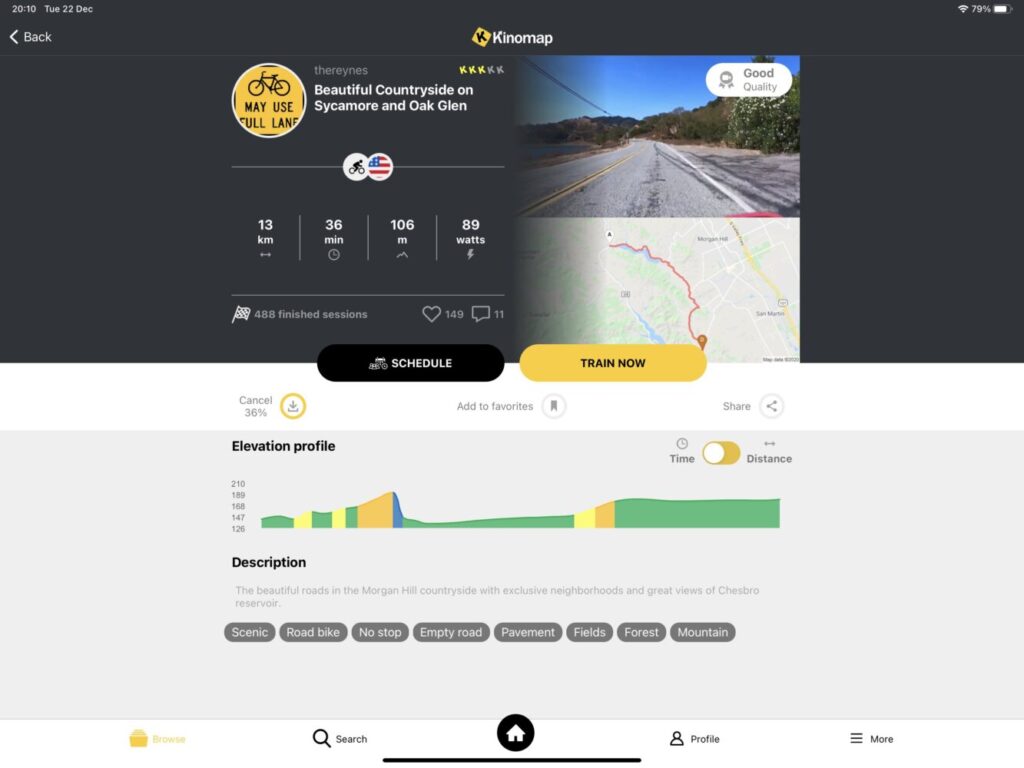 20:10 Tue 22 Dec
79%
Back
Kinomap
thereynes
KKKKK
Beautiful Countryside on
Sycamore and Oak Glen
MAY USE
FULL LANE
Good
Quality
13 36 106 89
km min m watts
488 finished sessions 149 11
A
Morgan Hill
San Martin
Map data ©2020
SCHEDULE
TRAIN NOW
Cancel
36%
Add to favorites
Share
Elevation profile
Time Distance
210
189
168
147
126
Description
The beautiful roads in the Morgan Hill countryside with exclusive neighborhoods and great views of Chesbro
reservoir.
Scenic Road bike No stop Empty road Pavement Fields Forest Mountain
Browse Search Profile More